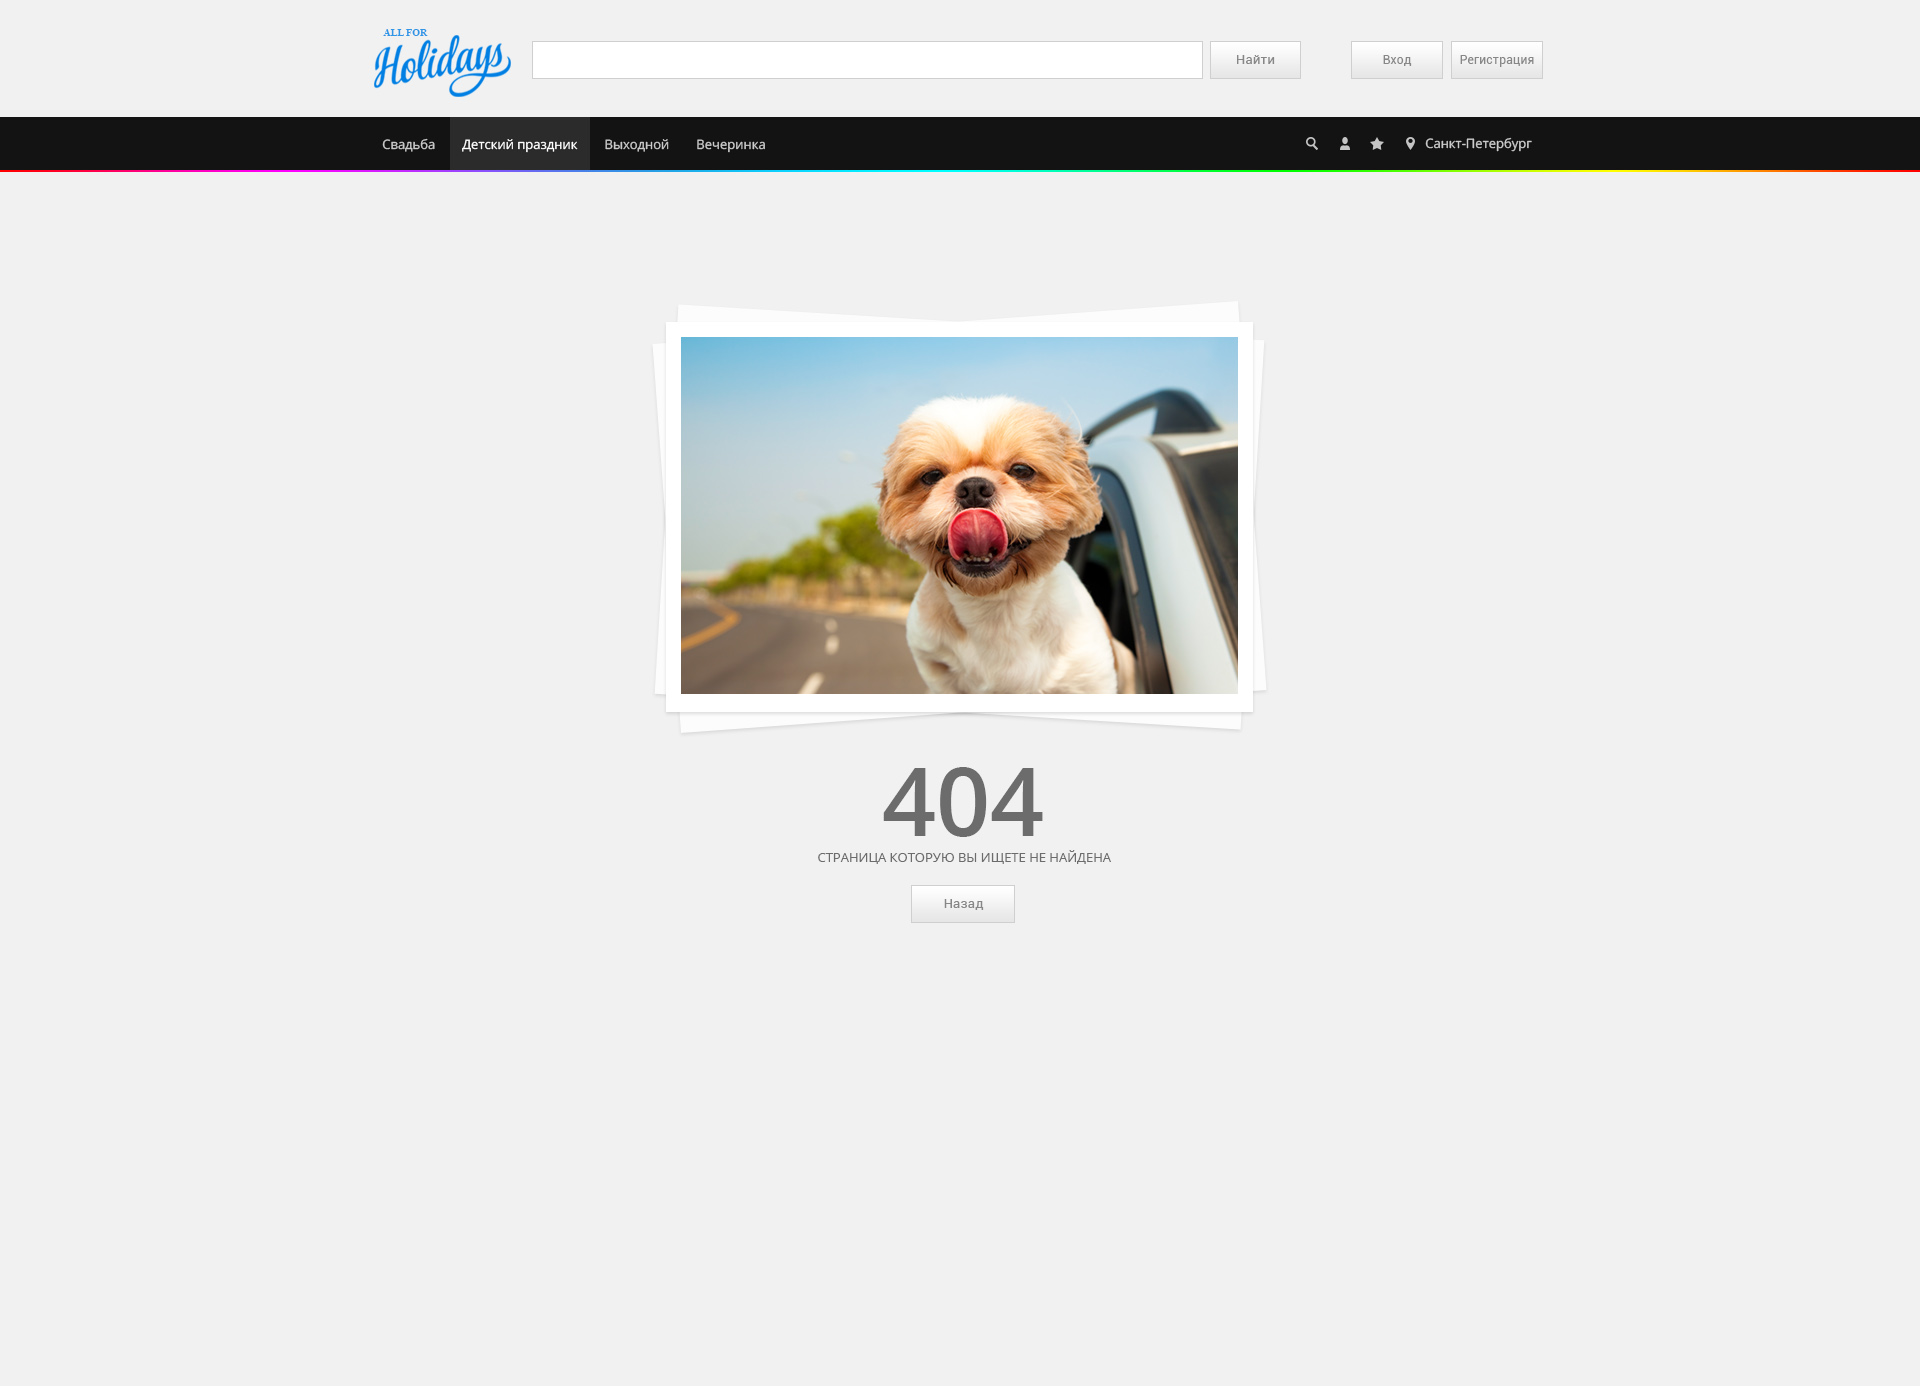 ALL FOR
Holidays
Найти
Вход
Регистрация
Свадьба
Детский праздник
Выходной
Вечеринка
Санкт-Петербург
404
СТРАНИЦА КОТОРУЮ ВЫ ИЩЕТЕ НЕ НАЙДЕНА
Назад